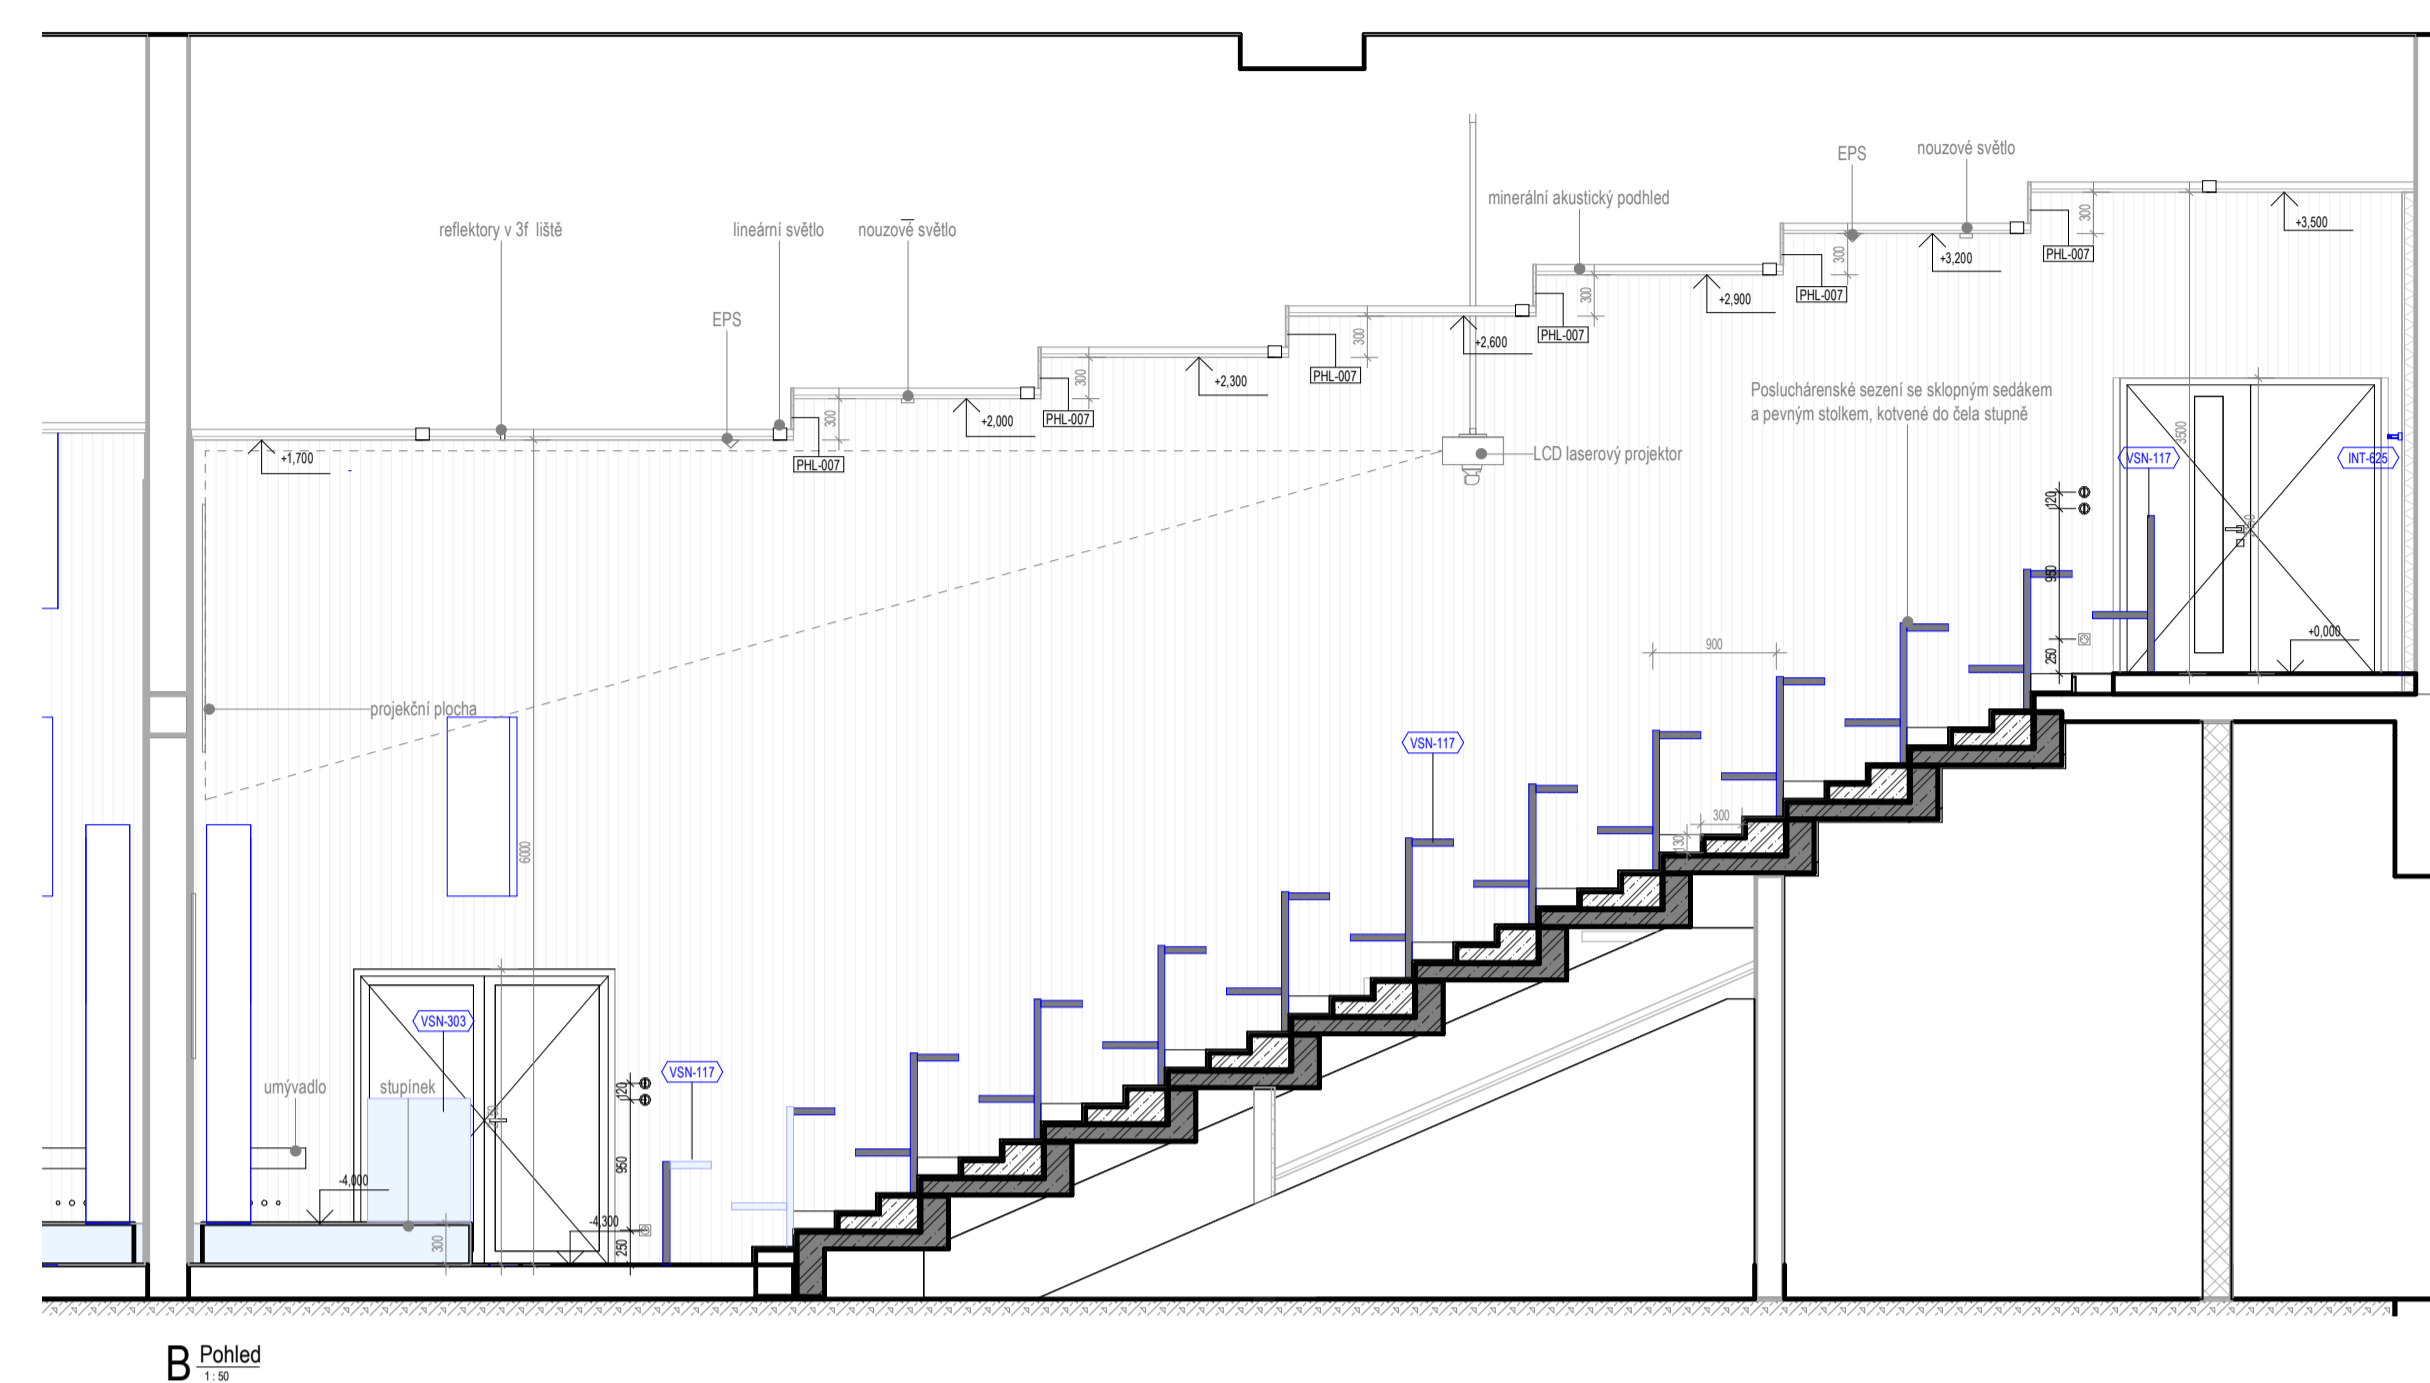 EPS
nouzové světlo
minerální akustický podhled
reflektory v 3f liště
lineární světlo
nouzové světlo
+3,500
300
PHL-007
+3,200
300
PHL-007
+2,900
300
PHL-007
EPS
+2,600
300
PHL-007
+2,300
300
PHL-007
+2,000
300
PHL-007
+1,700
Posluchárenské sezení se sklopným sedákem
a pevným stolkem, kotvené do čela stupně
3500
LCD laserový projektor
VSN-117
INT-625
120
950
250
+0,000
900
projekční plocha
VSN-117
300
130
6000
VSN-303
VSN-117
umývadlo
stupínek
120
950
250
-4,000
-4,300
300
B Pohled
1 : 50